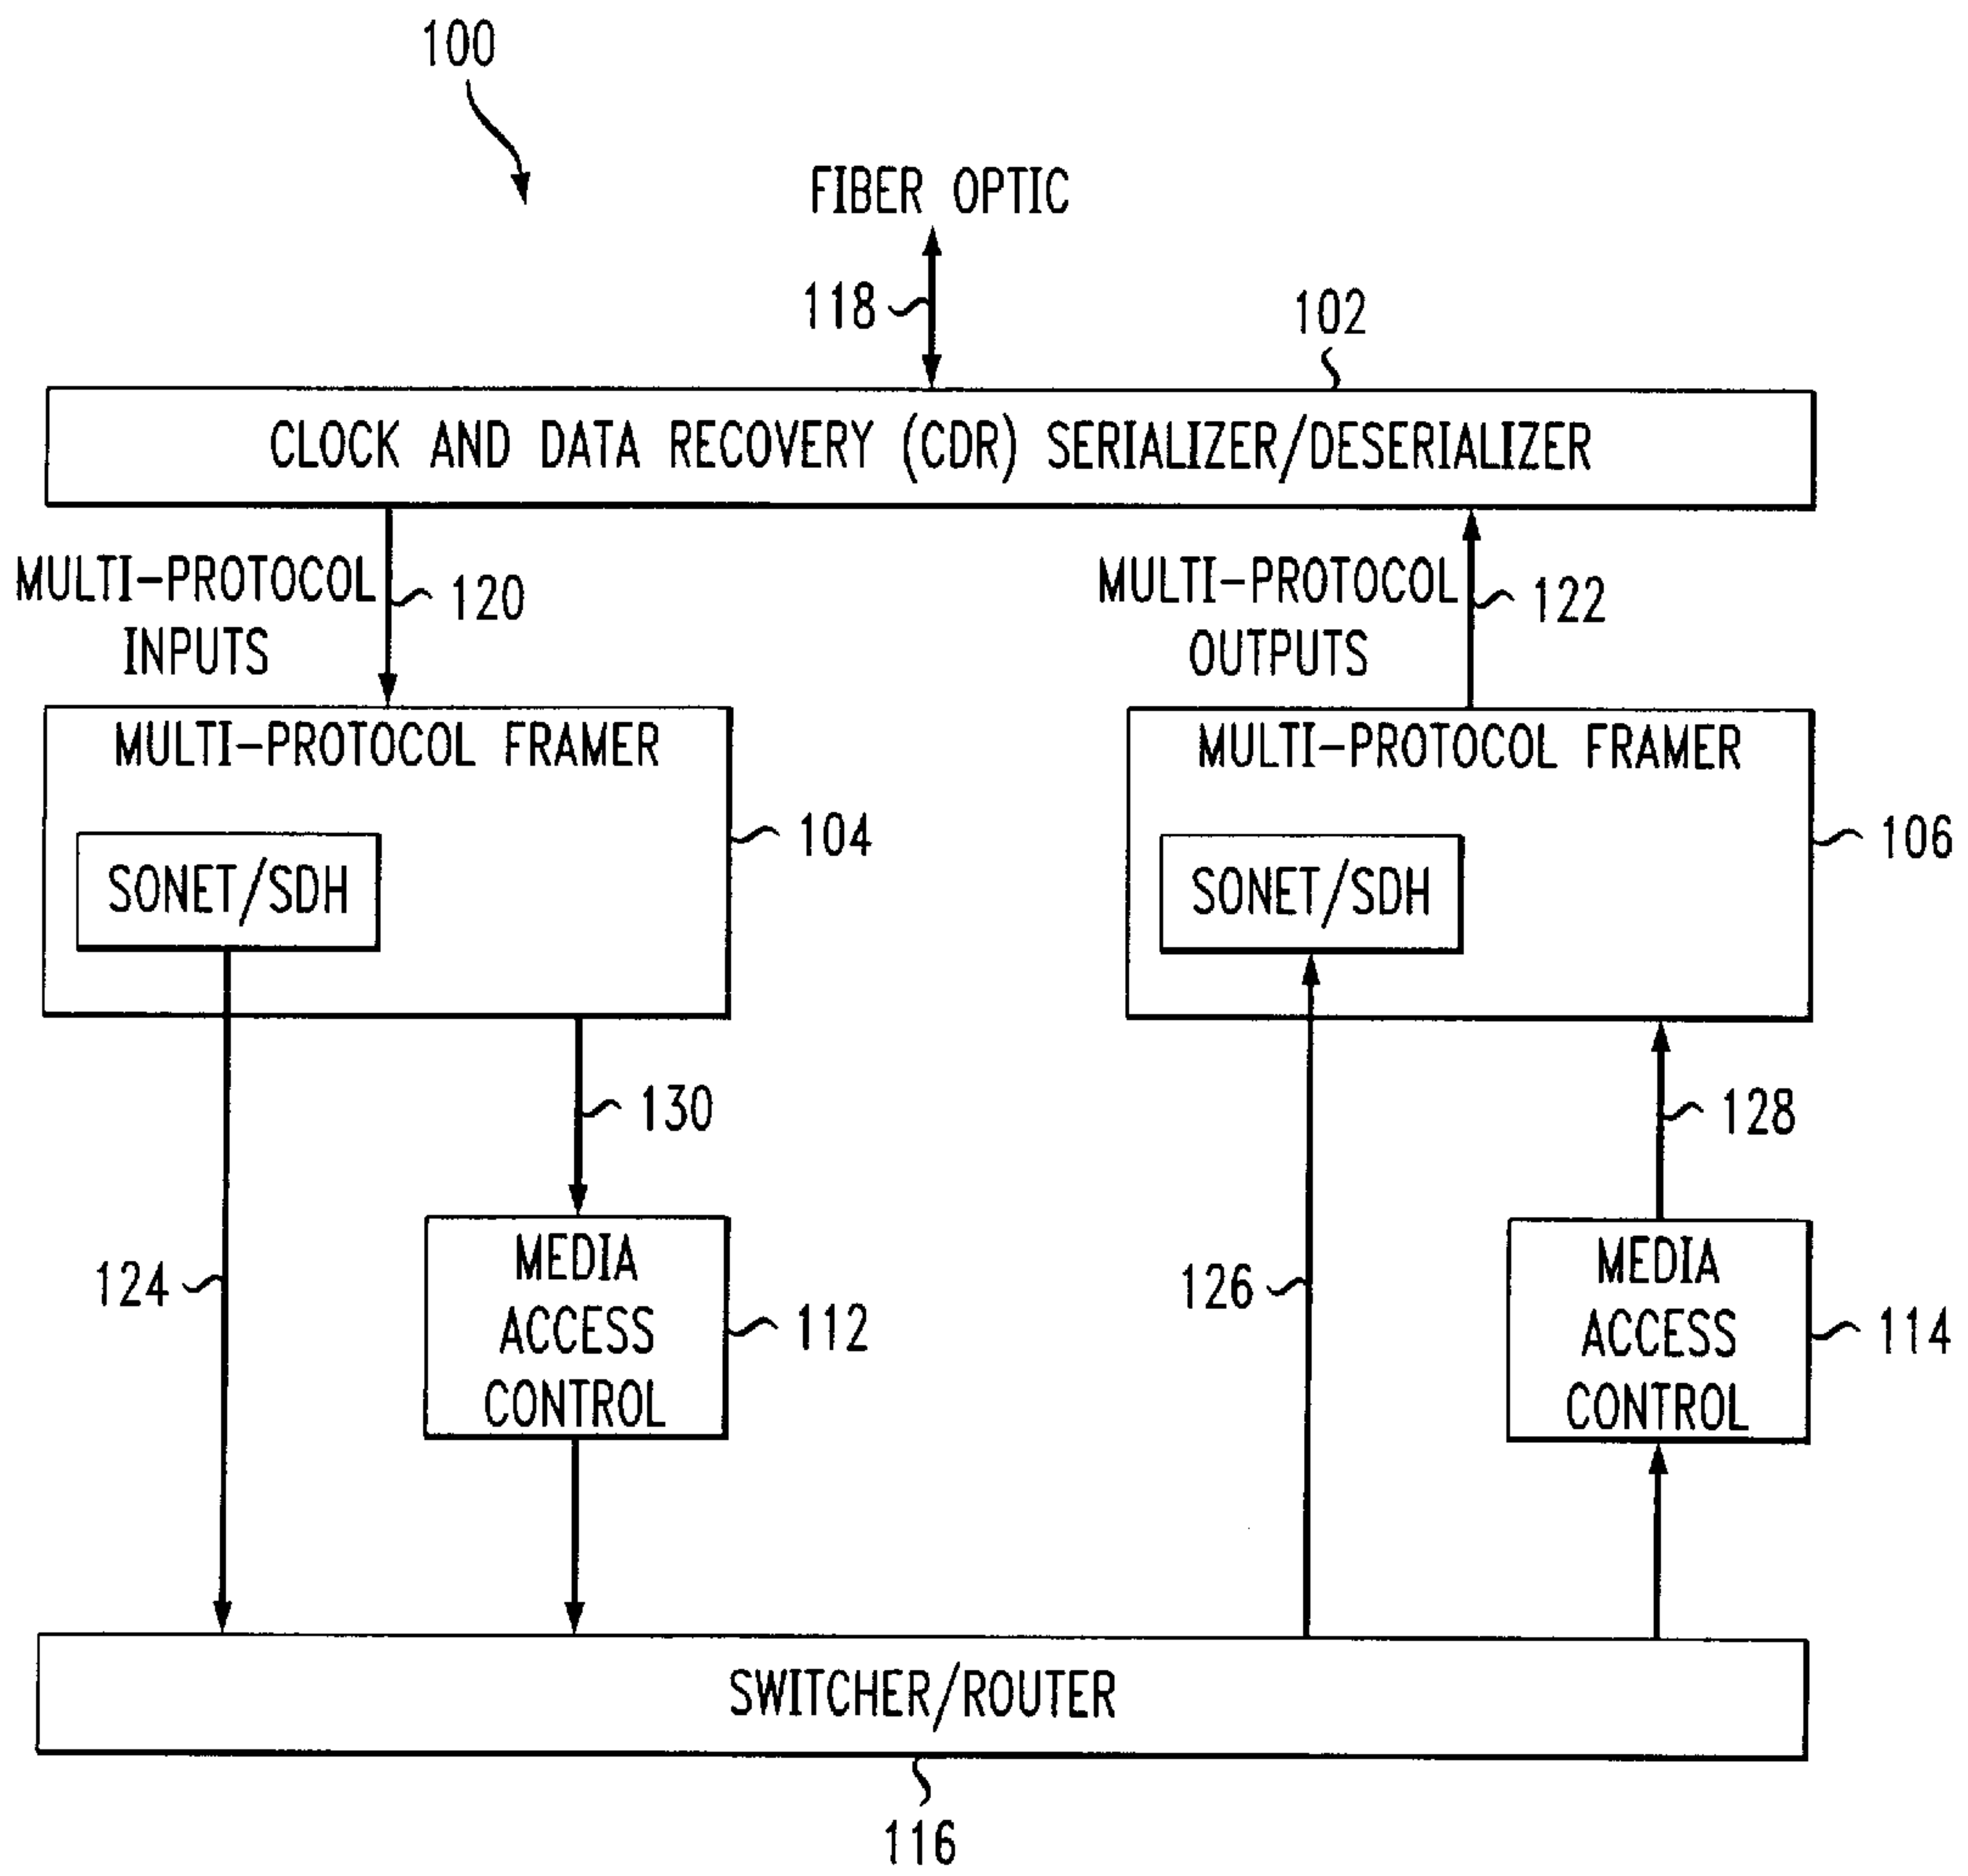 100
FIBER OPTIC
118
102
CLOCK AND DATA RECOVERY (CDR) SERIALIZER/DESERIALIZER
MULTI-PROTOCOL
INPUTS
120
MULTI-PROTOCOL
OUTPUTS
122
MULTI-PROTOCOL FRAMER
SONET/SDH
104
MULTI-PROTOCOL FRAMER
SONET/SDH
106
130
128
124
MEDIA
ACCESS
CONTROL
112
126
MEDIA
ACCESS
CONTROL
114
SWITCHER/ROUTER
116